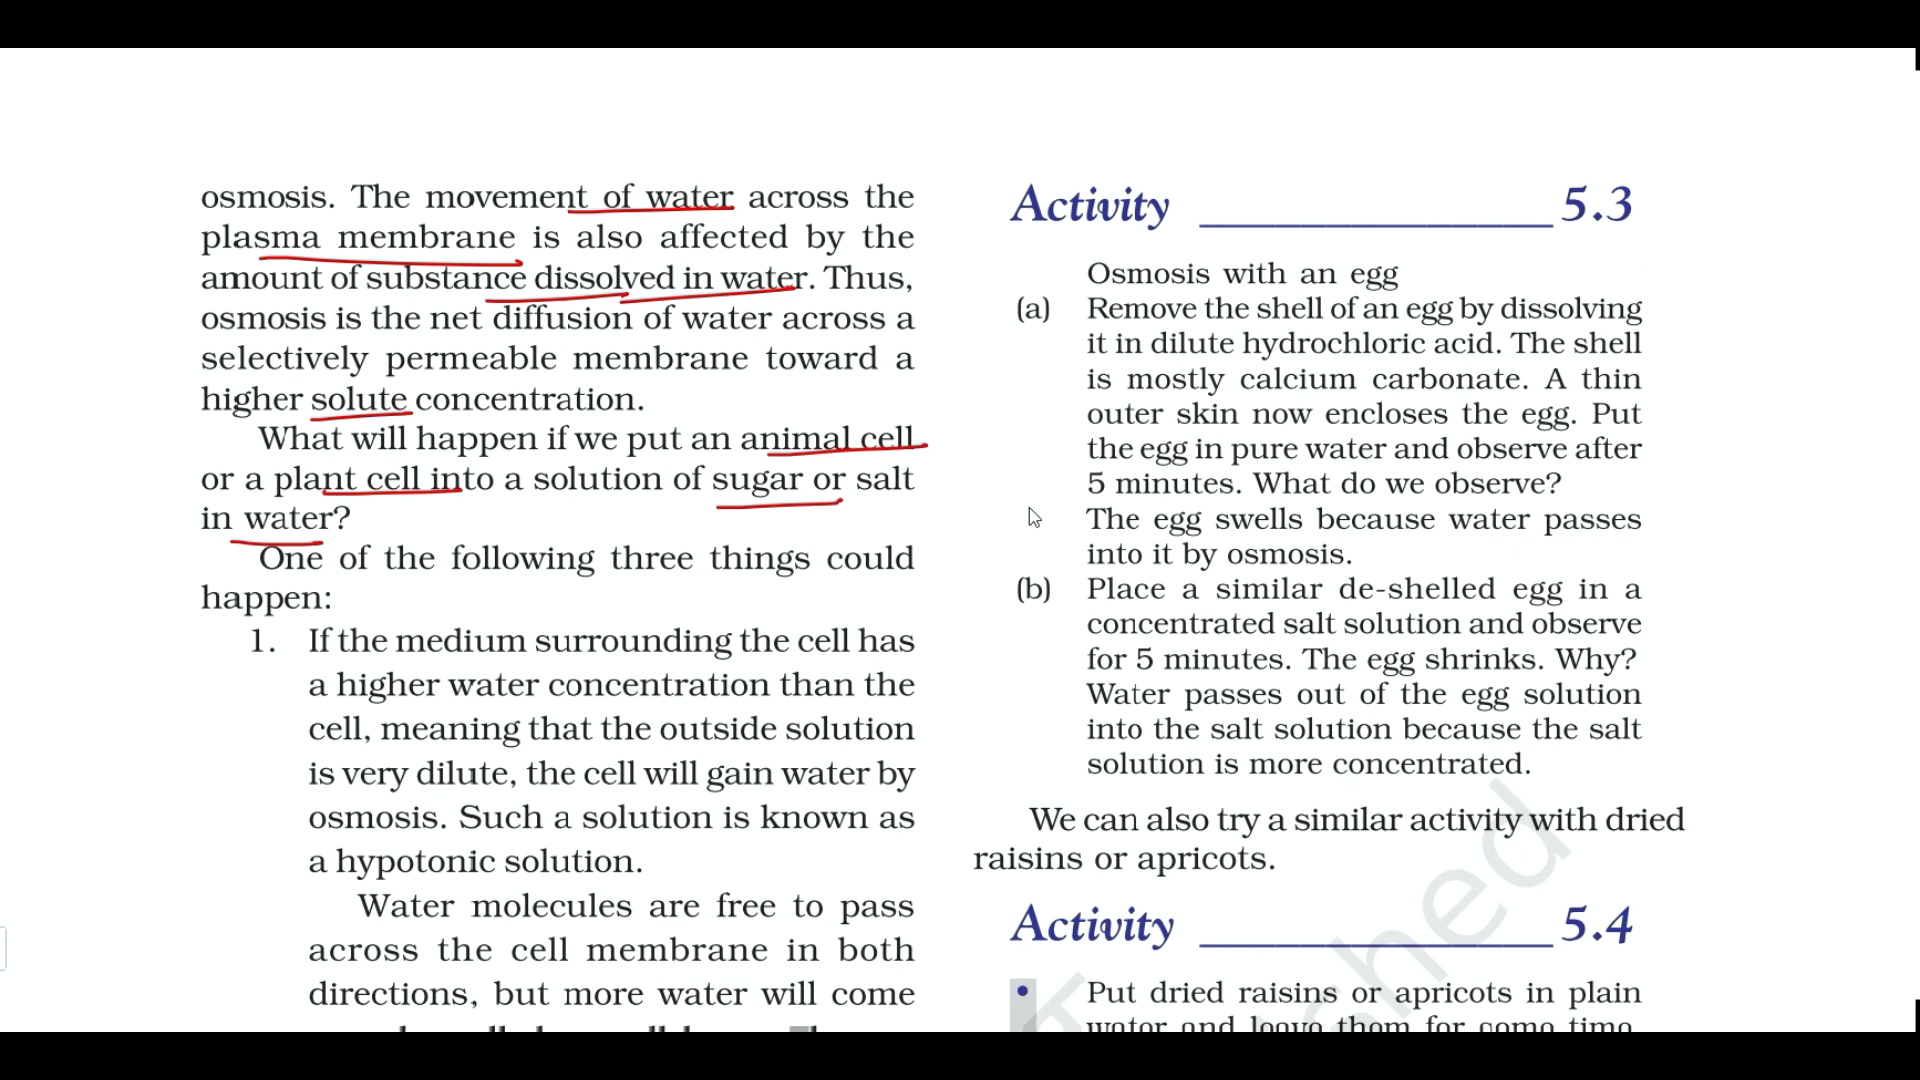 osmosis. The movement of water across the
plasma membrane is also affected by the
amount of substance dissolved in water. Thus,
osmosis is the net diffusion of water across a
selectively permeable membrane toward a
higher solute concentration.
What will happen if we put an animal cell
or a plant cell into a solution of sugar or salt
in water?
One of the following three things could
happen:
1. If the medium surrounding the cell has
a higher water concentration than the
cell, meaning that the outside solution
is very dilute, the cell will gain water by
osmosis. Such a solution is known as
a hypotonic solution.
Water molecules are free to pass
across the cell membrane in both
directions, but more water will come
Activity 5.3
Osmosis with an egg
(a) Remove the shell of an egg by dissolving
it in dilute hydrochloric acid. The shell
is mostly calcium carbonate. A thin
outer skin now encloses the egg. Put
the egg in pure water and observe after
5 minutes. What do we observe?
The egg swells because water passes
into it by osmosis.
(b) Place a similar de-shelled egg in a
concentrated salt solution and observe
for 5 minutes. The egg shrinks. Why?
Water passes out of the egg solution
into the salt solution because the salt
solution is more concentrated.
We can also try a similar activity with dried
raisins or apricots.
Activity 5.4
• Put dried raisins or apricots in plain
water and leave them for some time.